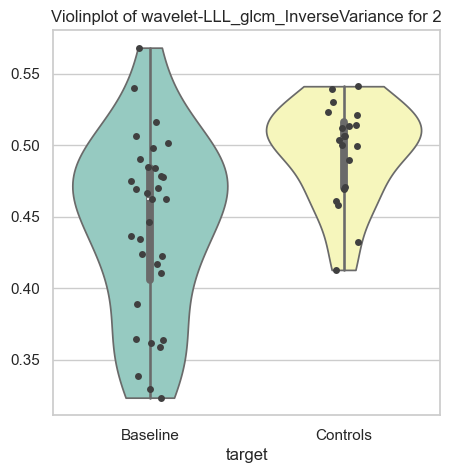 Violinplot of wavelet-LLL_glcm_InverseVariance for 2
0.55
0.50
0.45
0.40
0.35
Baseline
Controls
target